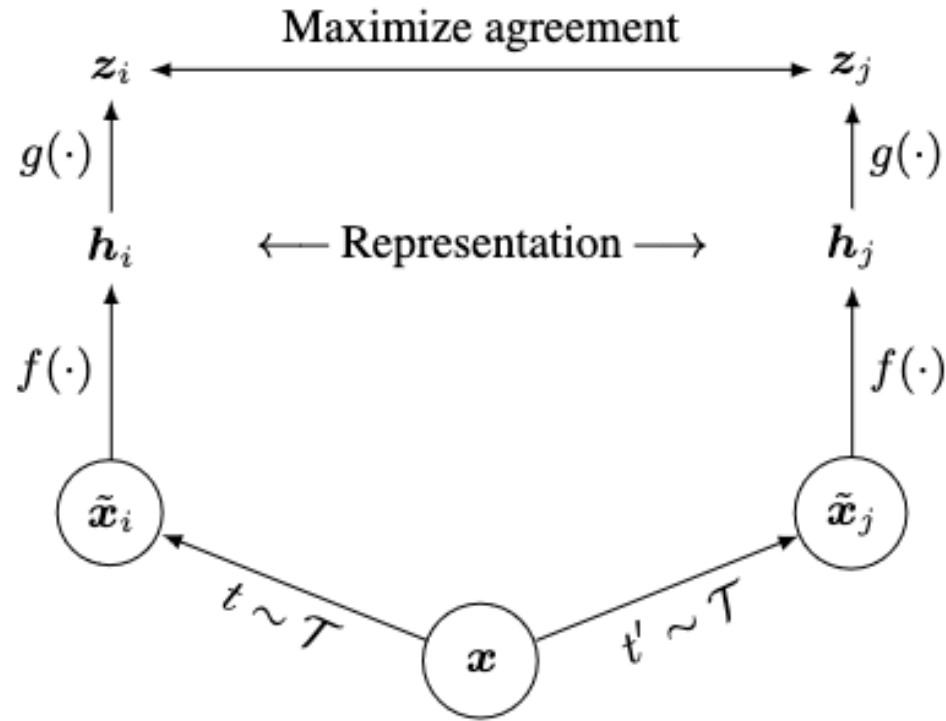 Maximize agreement
z_i z_j
g(·) g(·)
h_i ← Representation → h_j
f(·) f(·)
x̃_i x̃_j
t ∼ 𝒯 t' ∼ 𝒯
x